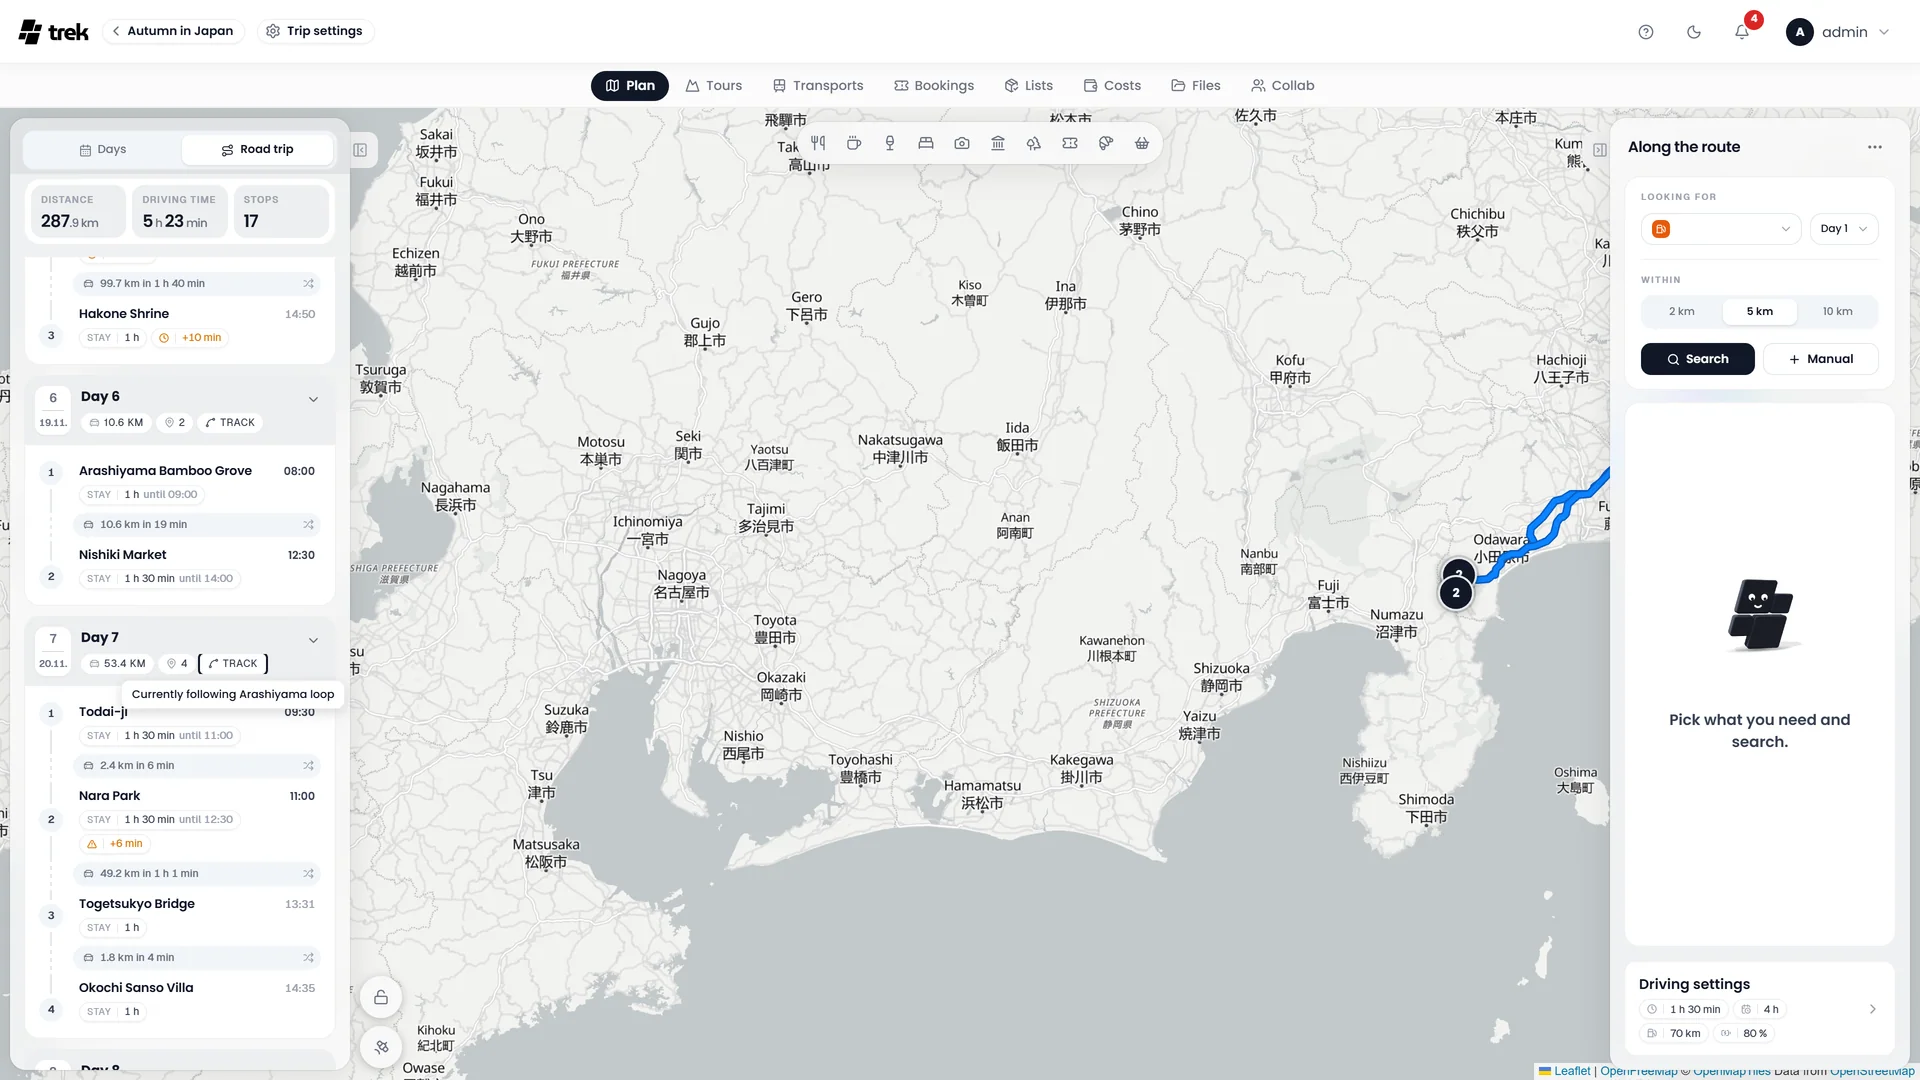 trek
Autumn in Japan
Trip settings
4
A
admin
Plan
Tours
Transports
Bookings
Lists
Costs
Files
Collab
Days
Road trip
DISTANCE
287.9 km
DRIVING TIME
5 h 23 min
STOPS
17
99.7 km in 1 h 40 min
Hakone Shrine
14:50
3
STAY 1 h
+10 min
6
19.11.
Day 6
10.6 KM
2
TRACK
1
Arashiyama Bamboo Grove
08:00
STAY 1 h until 09:00
10.6 km in 19 min
Nishiki Market
12:30
2
STAY 1 h 30 min until 14:00
7
20.11.
Day 7
53.4 KM
4
TRACK
Currently following Arashiyama loop
1
Todai-ji
09:30
STAY 1 h 30 min until 11:00
2.4 km in 6 min
Nara Park
11:00
2
STAY 1 h 30 min until 12:30
+6 min
49.2 km in 1 h 1 min
Togetsukyo Bridge
13:31
3
STAY 1 h
1.8 km in 4 min
Okochi Sanso Villa
14:35
4
STAY 1 h
Day 8
Sakai
坂井市
Fukui
福井市
Ono
大野市
Echizen
越前市
FUKUI PREFECTURE
福井県
飛騨市
高山市
松本市
佐久市
本庄市
Chino
茅野市
Chichibu
秩父市
Kiso
木曽町
Ina
伊那市
Gero
下呂市
Gujo
郡上市
Tsuruga
敦賀市
Kofu
甲府市
Hachioji
八王子市
Motosu
本巣市
Seki
関市
Yaotsu
八百津町
Nakatsugawa
中津川市
Iida
飯田市
Nagahama
長浜市
Ichinomiya
一宮市
Tajimi
多治見市
Anan
阿南町
Nanbu
南部町
Odawara
小田原市
SHIGA PREFECTURE
滋賀県
Nagoya
名古屋市
Fuji
富士市
Numazu
沼津市
2
Toyota
豊田市
Kawanehon
川根本町
Shizuoka
静岡市
Okazaki
岡崎市
SHIZUOKA
PREFECTURE
静岡県
Suzuka
鈴鹿市
Yaizu
焼津市
Nishio
西尾市
Toyohashi
豊橋市
Kakegawa
掛川市
Nishiizu
西伊豆町
Oshima
大島町
Tsu
津市
Hamamatsu
浜松市
Shimoda
下田市
Matsusaka
松阪市
Kihoku
紀北町
Owase
Along the route
LOOKING FOR
Day 1
WITHIN
2 km
5 km
10 km
Search
Manual
Pick what you need and
search.
Driving settings
1 h 30 min
4 h
70 km
80 %
Leaflet | OpenFreeMap © OpenMapTiles Data from OpenStreetMap